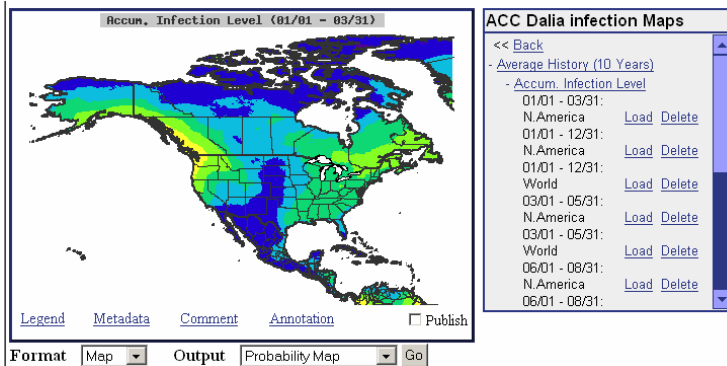 Accum. Infection Level (01/01 - 03/31)
Legend Metadata Comment Annotation Publish
Format Map Output Probability Map Go
ACC Dalia infection Maps
<< Back
- Average History (10 Years)
- Accum. Infection Level
01/01 - 03/31:
N.America Load Delete
01/01 - 12/31:
N.America Load Delete
01/01 - 12/31:
World Load Delete
03/01 - 05/31:
N.America Load Delete
03/01 - 05/31:
World Load Delete
06/01 - 08/31:
N.America Load Delete
06/01 - 08/31: